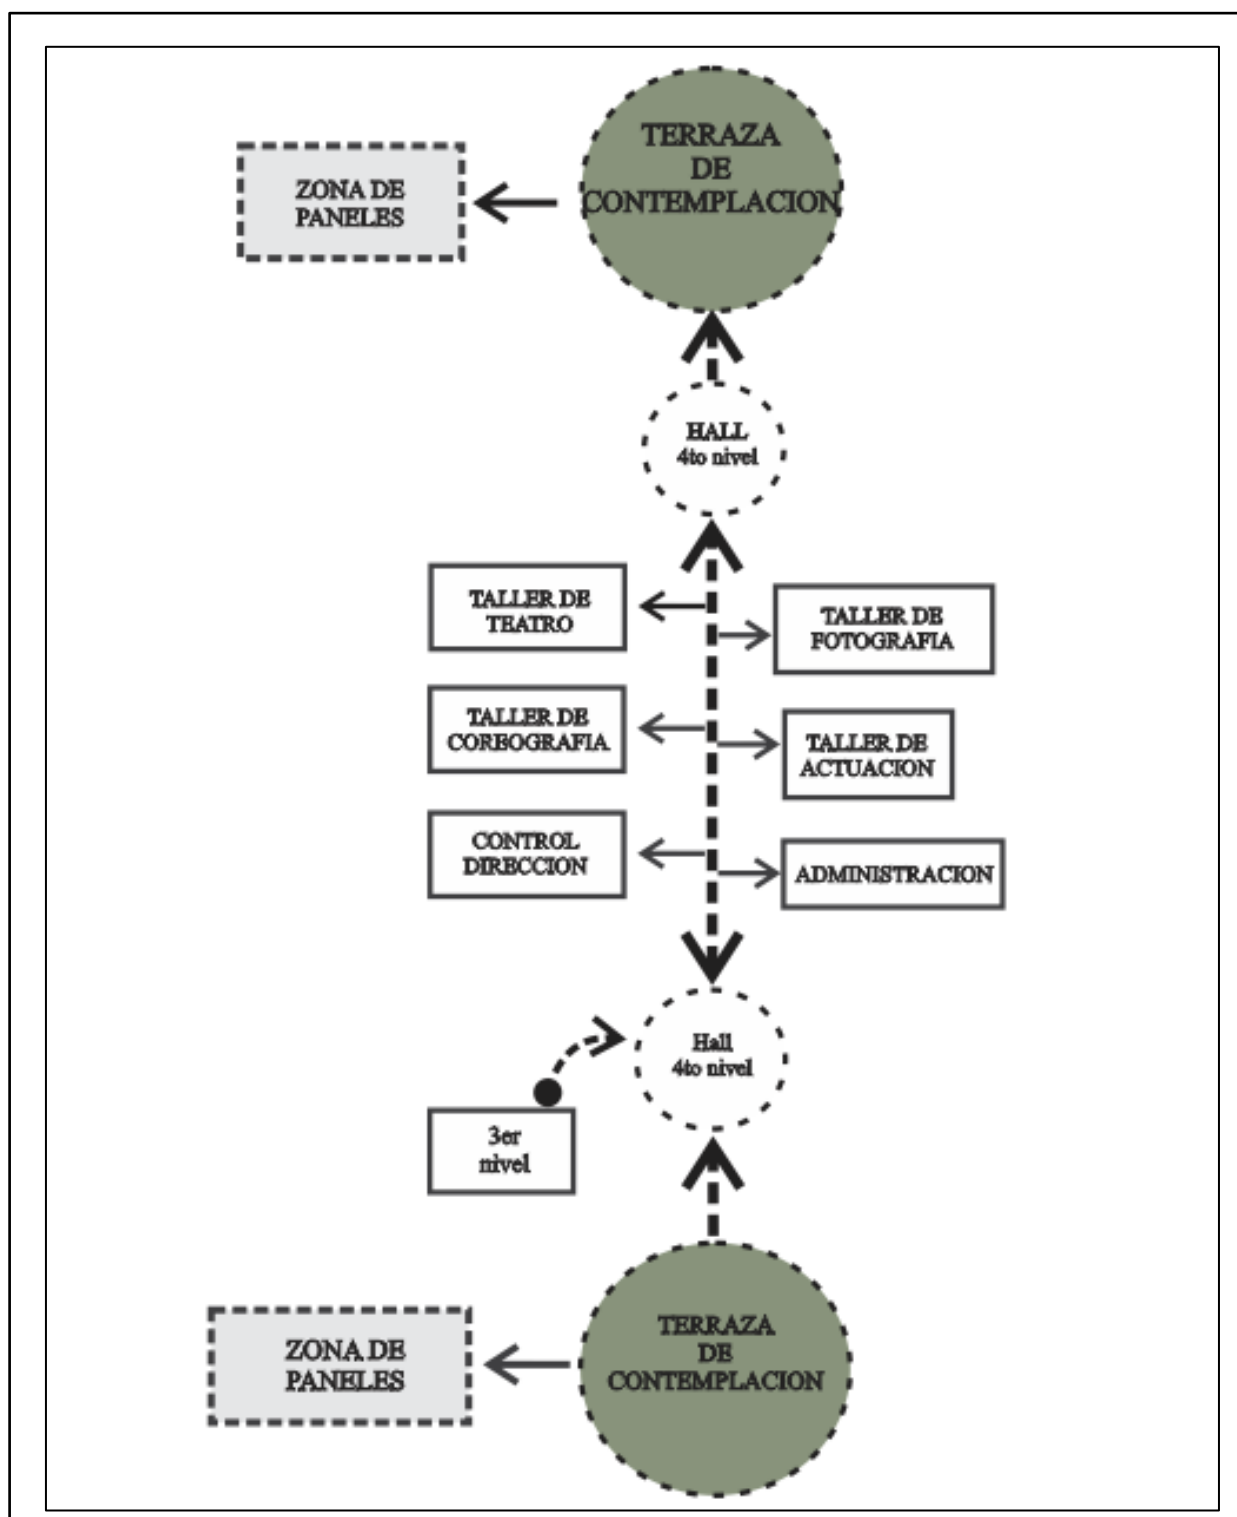 TERRAZA
DE
CONTEMPLACION
ZONA DE
PANELES
HALL
4to nivel
TALLER DE
TEATRO
TALLER DE
FOTOGRAFIA
TALLER DE
COREOGRAFIA
TALLER DE
ACTUACION
CONTROL
DIRECCION
ADMINISTRACION
Hall
4to nivel
3er
nivel
TERRAZA
DE
CONTEMPLACION
ZONA DE
PANELES